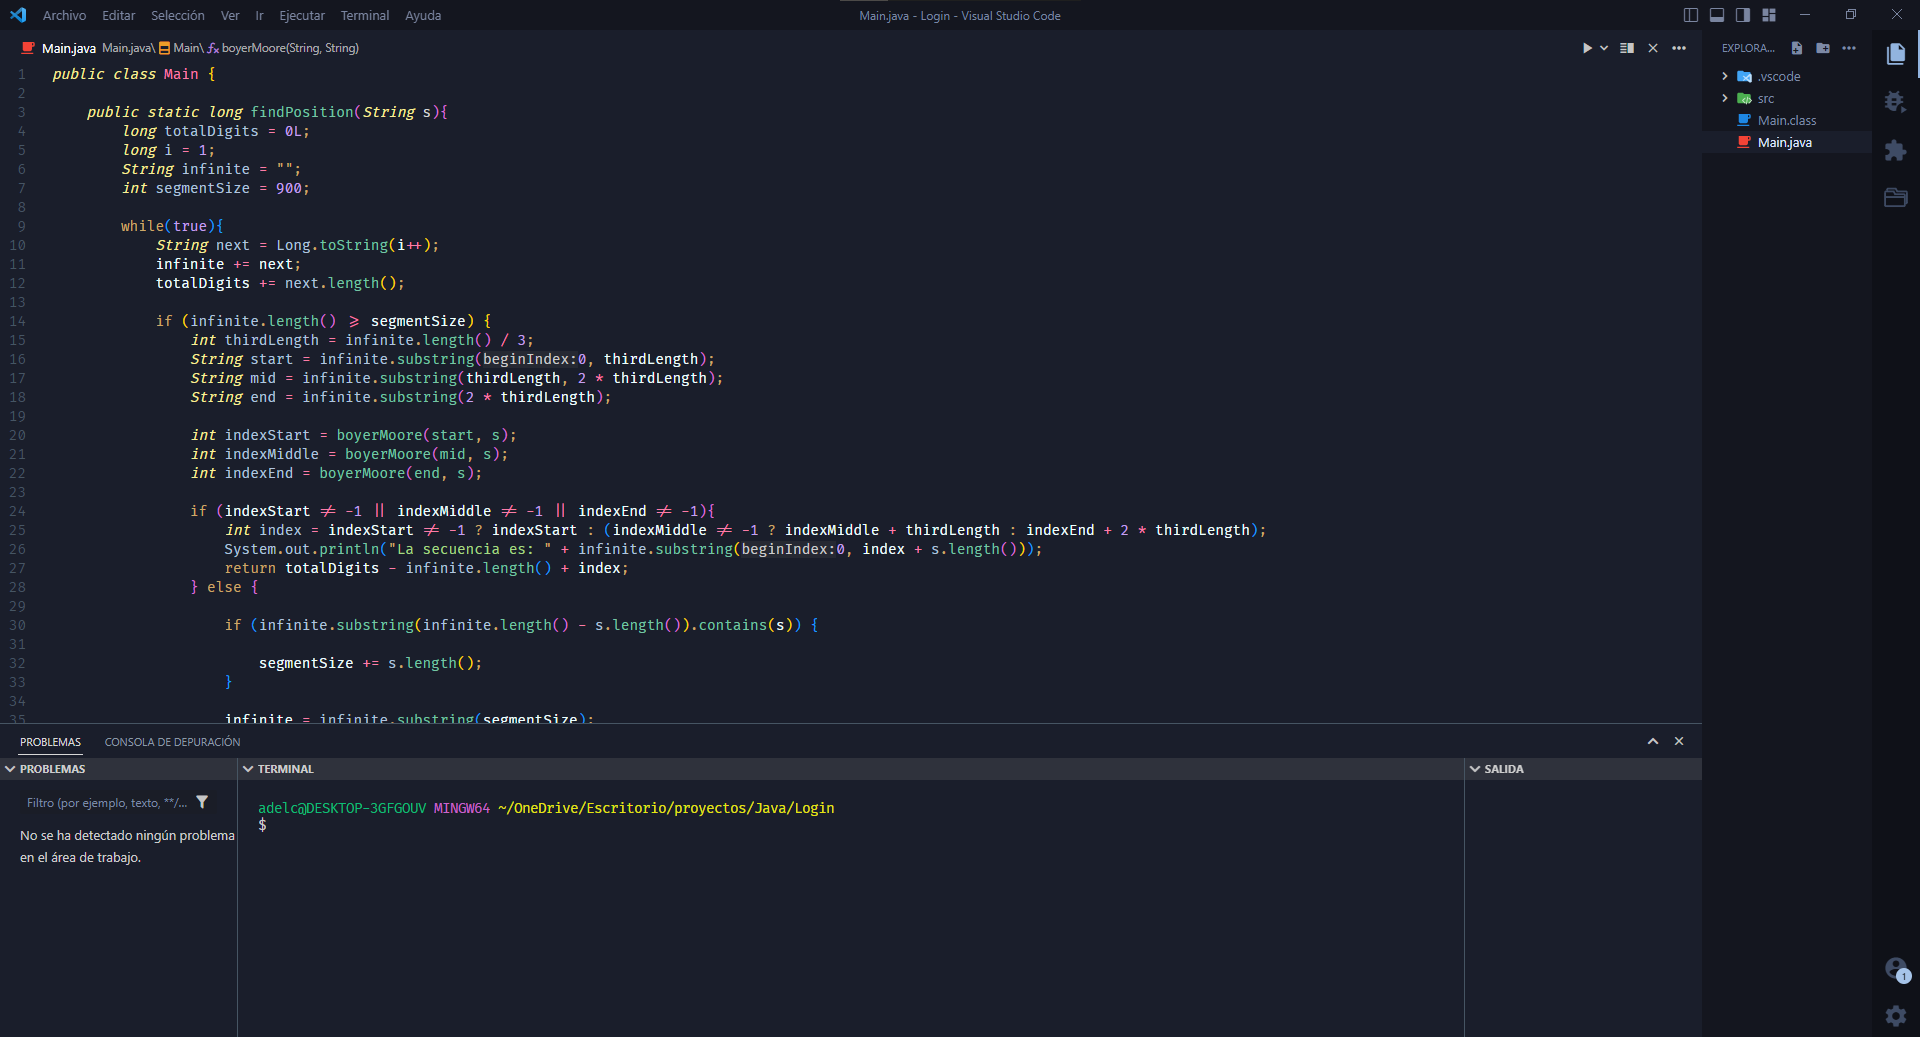 Archivo Editar Selección Ver Ir Ejecutar Terminal Ayuda
Main.java - Login - Visual Studio Code
Main.java Main.java\ Main\ boyerMoore(String, String)
1 public class Main {
2
3 public static long findPosition(String s){
4 long totalDigits = 0L;
5 long i = 1;
6 String infinite = "";
7 int segmentSize = 900;
8
9 while(true){
10 String next = Long.toString(i++);
11 infinite += next;
12 totalDigits += next.length();
13
14 if (infinite.length() >= segmentSize) {
15 int thirdLength = infinite.length() / 3;
16 String start = infinite.substring(beginIndex:0, thirdLength);
17 String mid = infinite.substring(thirdLength, 2 * thirdLength);
18 String end = infinite.substring(2 * thirdLength);
19
20 int indexStart = boyerMoore(start, s);
21 int indexMiddle = boyerMoore(mid, s);
22 int indexEnd = boyerMoore(end, s);
23
24 if (indexStart != -1 || indexMiddle != -1 || indexEnd != -1){
25 int index = indexStart != -1 ? indexStart : (indexMiddle != -1 ? indexMiddle + thirdLength : indexEnd + 2 * thirdLength);
26 System.out.println("La secuencia es: " + infinite.substring(beginIndex:0, index + s.length()));
27 return totalDigits - infinite.length() + index;
28 } else {
29
30 if (infinite.substring(infinite.length() - s.length()).contains(s)) {
31
32 segmentSize += s.length();
33 }
34
35 infinite = infinite.substring(segmentSize);
EXPLORA...
.vscode
src
Main.class
Main.java
PROBLEMAS CONSOLA DE DEPURACIÓN
PROBLEMAS
Filtro (por ejemplo, texto, **/...
No se ha detectado ningún problema
en el área de trabajo.
TERMINAL
adelc@DESKTOP-3GFGOUV MINGW64 ~/OneDrive/Escritorio/proyectos/Java/Login
$
SALIDA
1